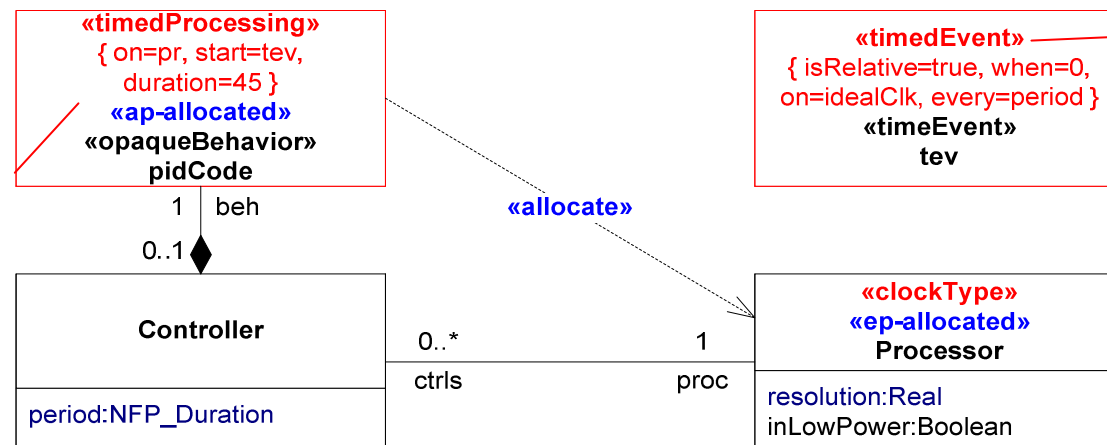 «timedProcessing»
{ on=pr, start=tev,
duration=45 }
«ap-allocated»
«opaqueBehavior»
pidCode
«timedEvent»
{ isRelative=true, when=0,
on=idealClk, every=period }
«timeEvent»
tev
1 beh
0..1
«allocate»
Controller
period:NFP_Duration
0..*
ctrls
1
proc
«clockType»
«ep-allocated»
Processor
resolution:Real
inLowPower:Boolean